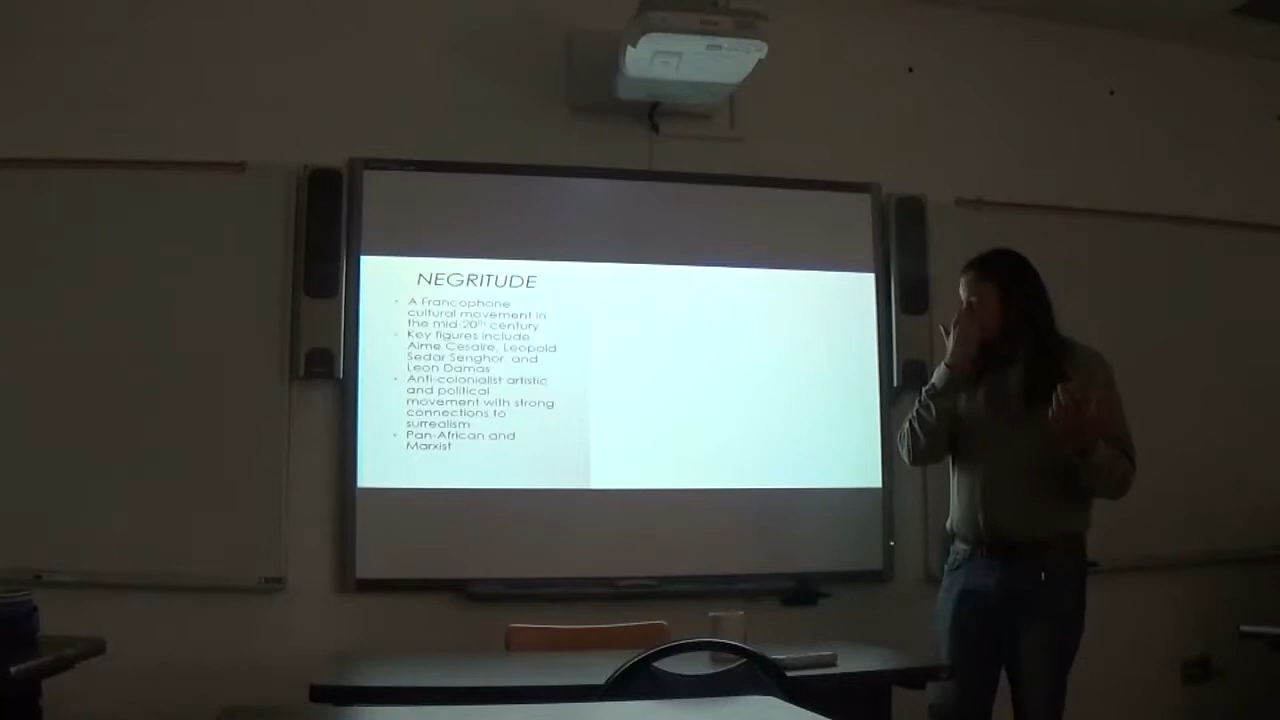 NEGRITUDE
• A Francophone
cultural movement in
the mid-20th century
• Key figures include
Aime Cesaire, Leopold
Sedar Senghor, and
Leon Damas
• Anti-colonialist artistic
and political
movement with strong
connections to
surrealism
• Pan-African and
Marxist